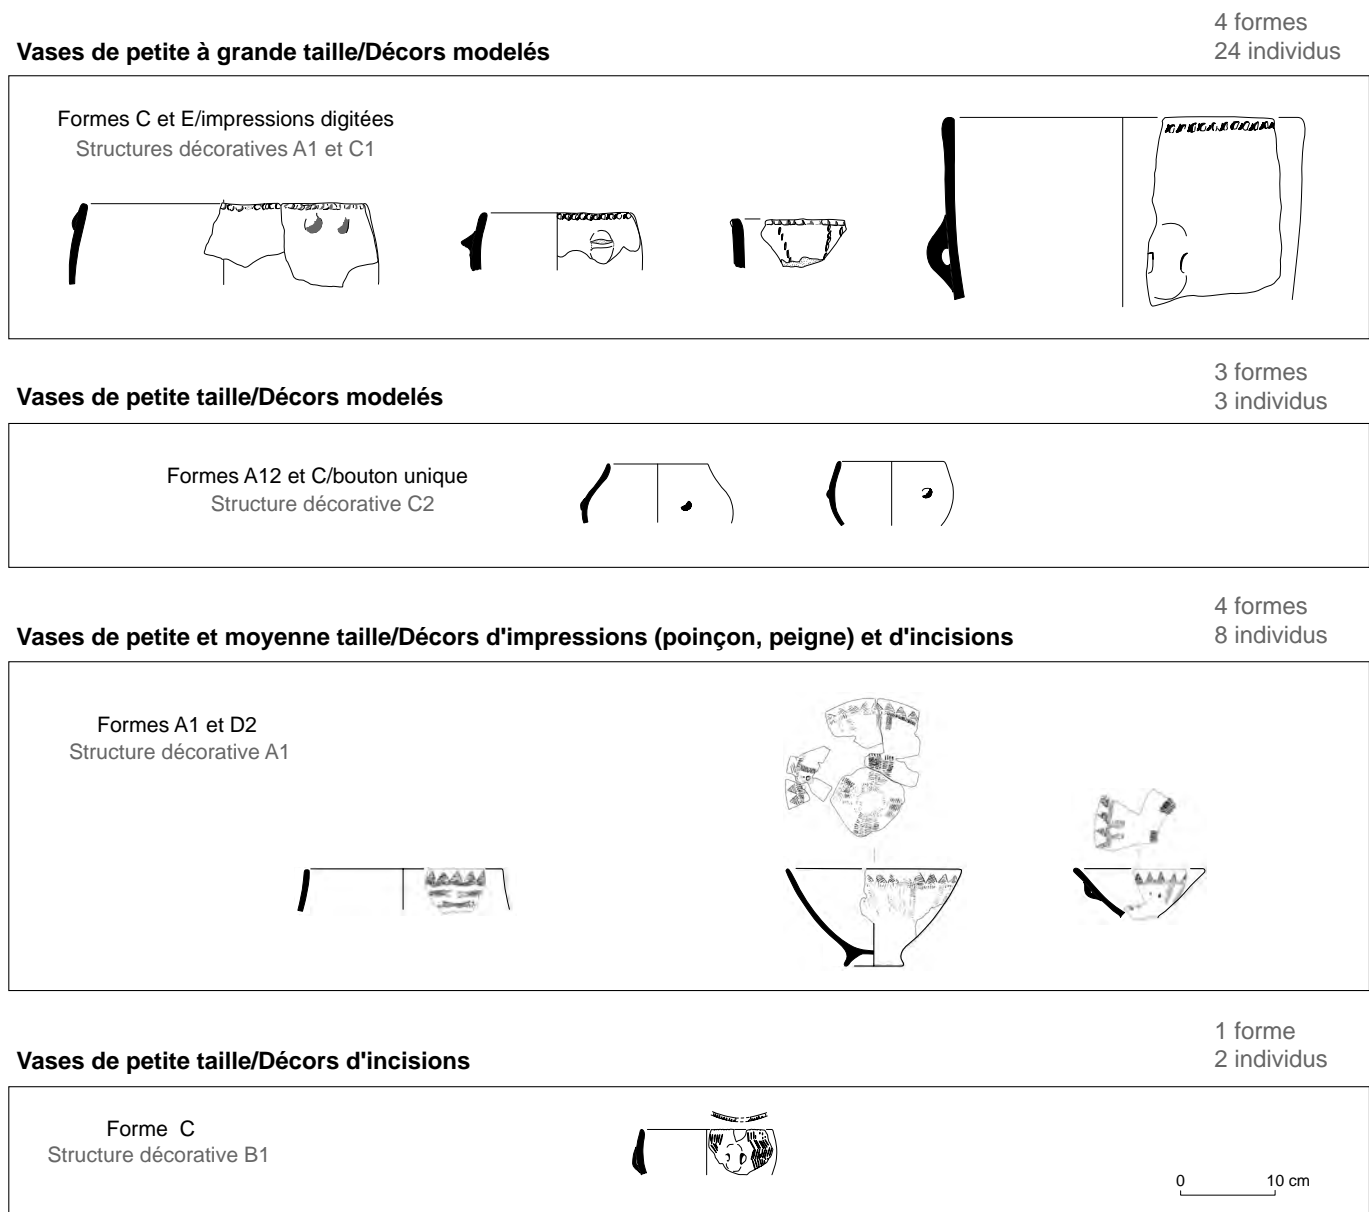 4 formes
24 individus
Vases de petite à grande taille/Décors modelés
Formes C et E/impressions digitées
Structures décoratives A1 et C1
3 formes
3 individus
Vases de petite taille/Décors modelés
Formes A12 et C/bouton unique
Structure décorative C2
4 formes
8 individus
Vases de petite et moyenne taille/Décors d'impressions (poinçon, peigne) et d'incisions
Formes A1 et D2
Structure décorative A1
1 forme
2 individus
Vases de petite taille/Décors d'incisions
Forme C
Structure décorative B1
0 10 cm